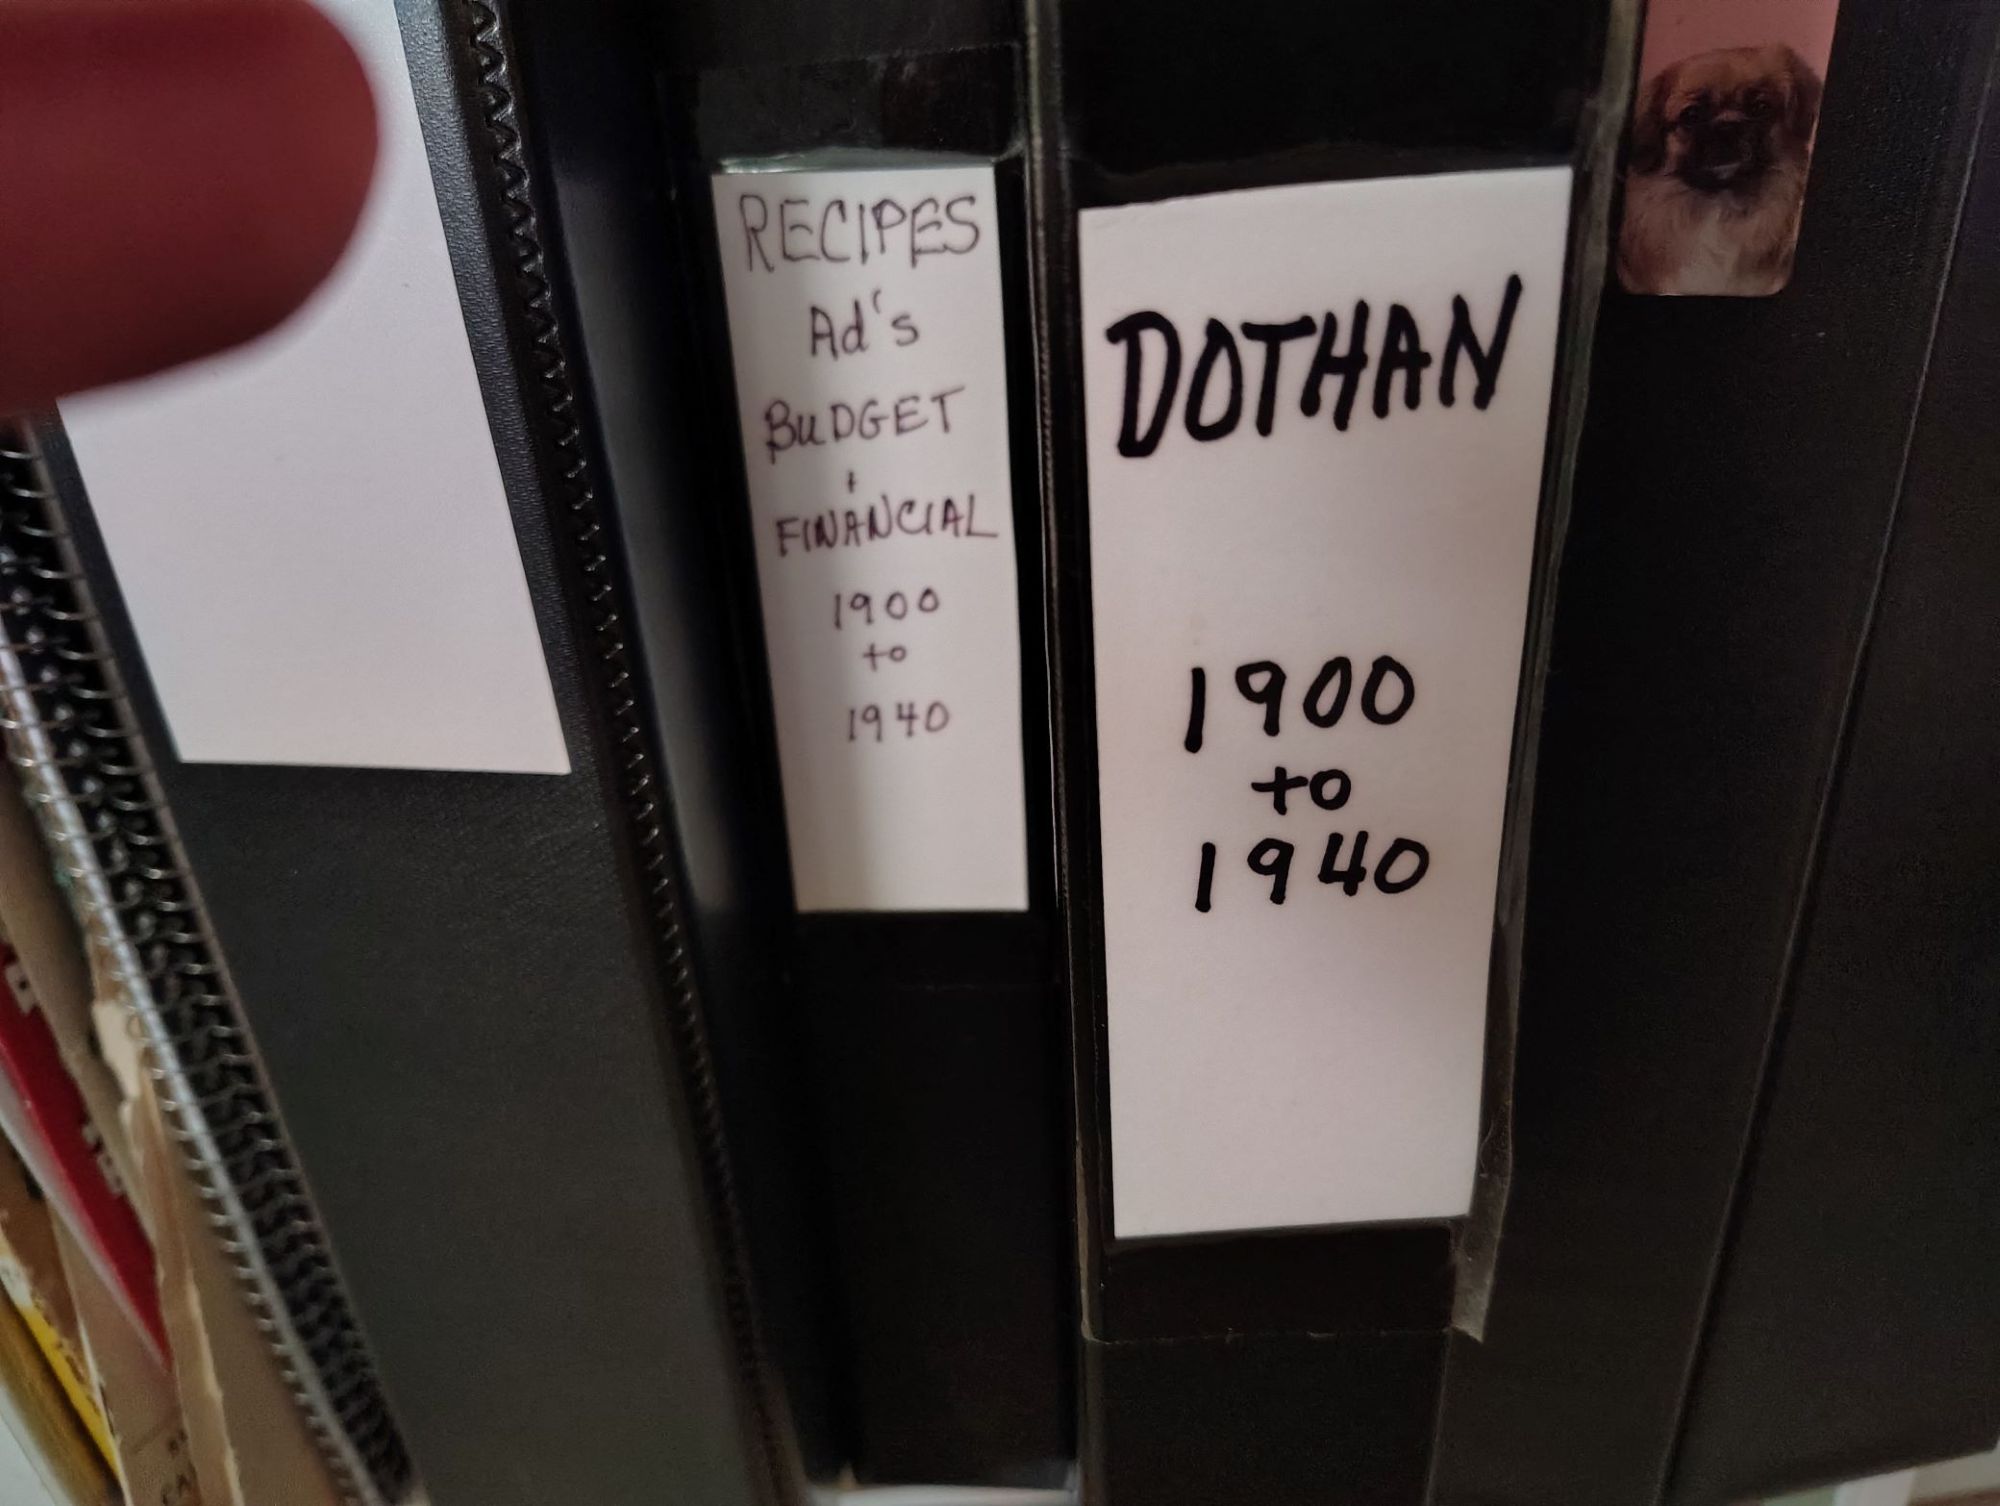 RECIPES
Ad's
BUDGET
+
FINANCIAL
1900
to
1940
DOTHAN
1900
to
1940